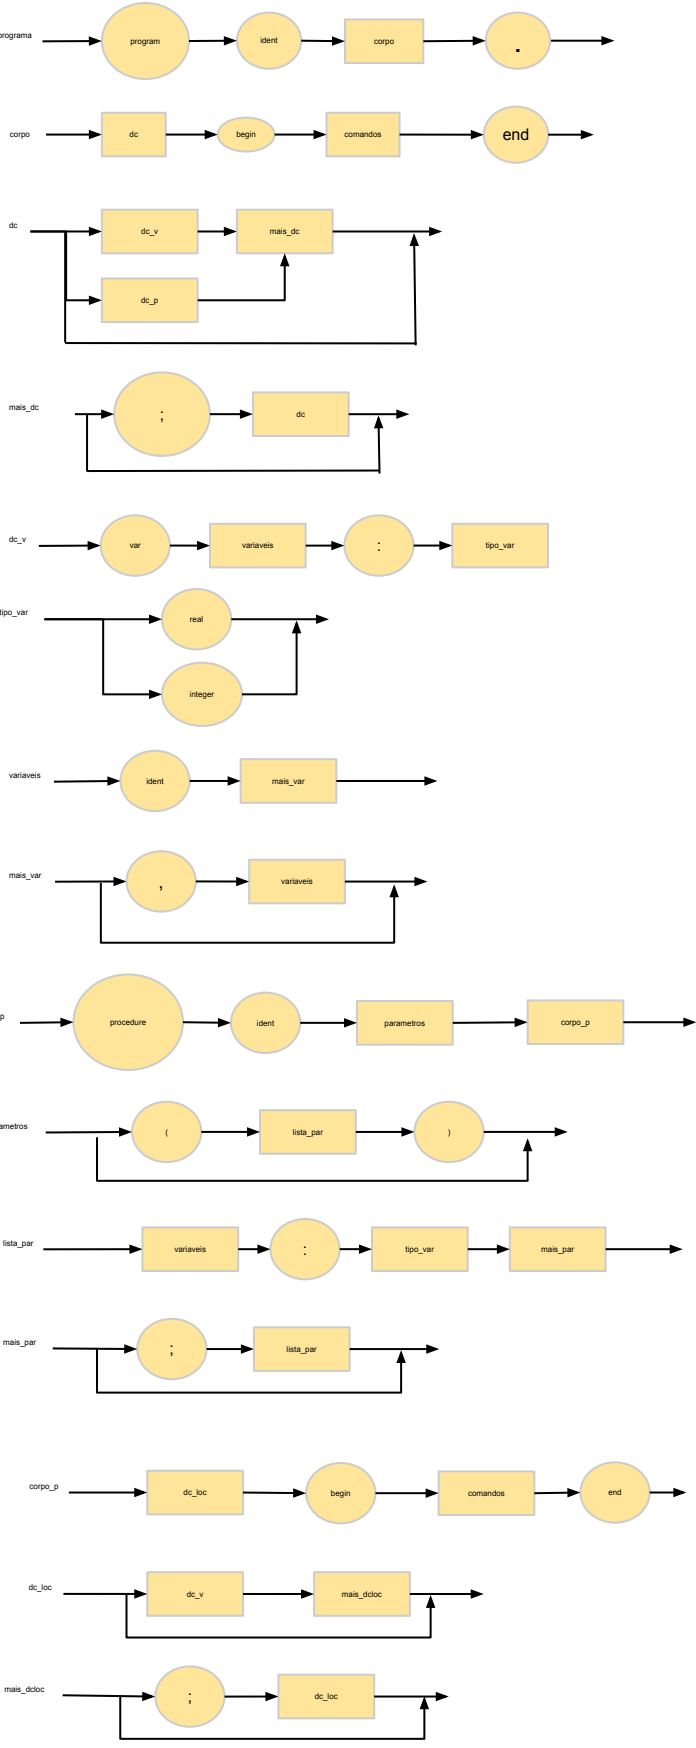 programa program ident corpo .
corpo dc begin comandos end
dc dc_v mais_dc
dc_p
mais_dc ; dc
dc_v var variaveis : tipo_var
tipo_var real
integer
variaveis ident mais_var
mais_var , variaveis
p procedure ident parametros corpo_p
ametros ( lista_par )
lista_par variaveis : tipo_var mais_par
mais_par ; lista_par
corpo_p dc_loc begin comandos end
dc_loc dc_v mais_dcloc
mais_dcloc ; dc_loc